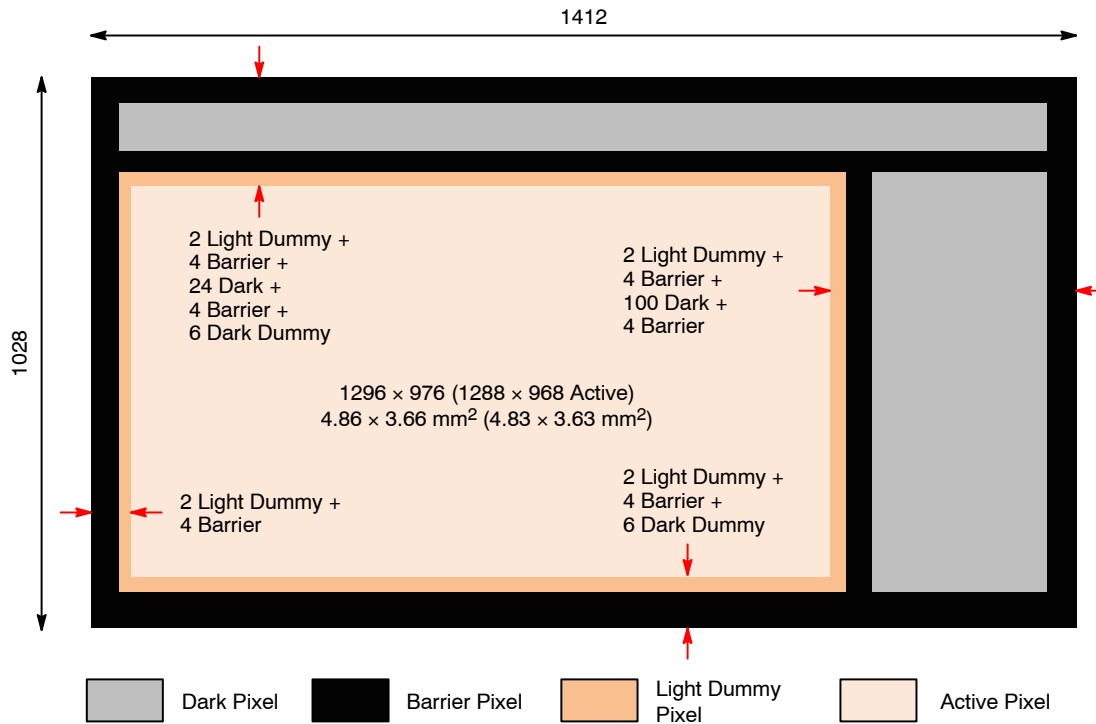 1412
1028
2 Light Dummy +
4 Barrier +
24 Dark +
4 Barrier +
6 Dark Dummy
2 Light Dummy +
4 Barrier +
100 Dark +
4 Barrier
1296 × 976 (1288 × 968 Active)
4.86 × 3.66 mm² (4.83 × 3.63 mm²)
2 Light Dummy +
4 Barrier
2 Light Dummy +
4 Barrier +
6 Dark Dummy
Dark Pixel
Barrier Pixel
Light Dummy
Pixel
Active Pixel